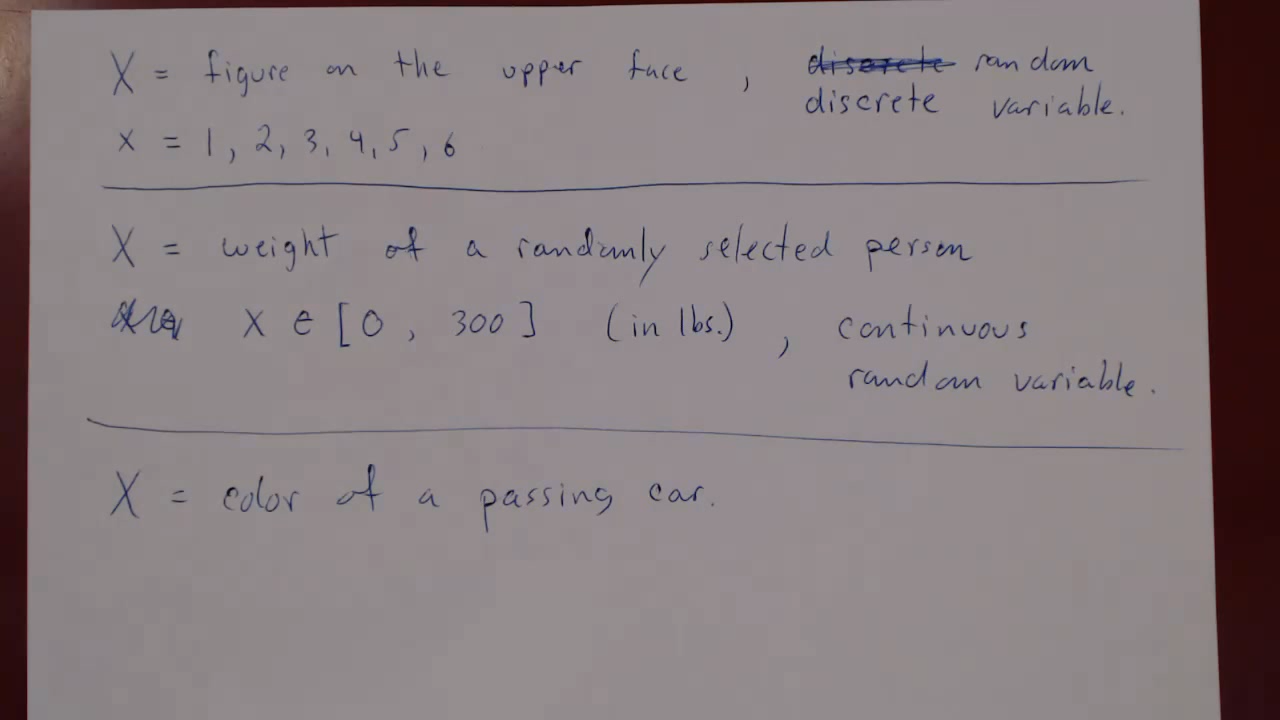 X = figure on the upper face , discrete random
discrete variable.
x = 1, 2, 3, 4, 5, 6
X = weight of a randomly selected person
x ∈ [0, 300] (in lbs.) , continuous
random variable.
X = color of a passing car.